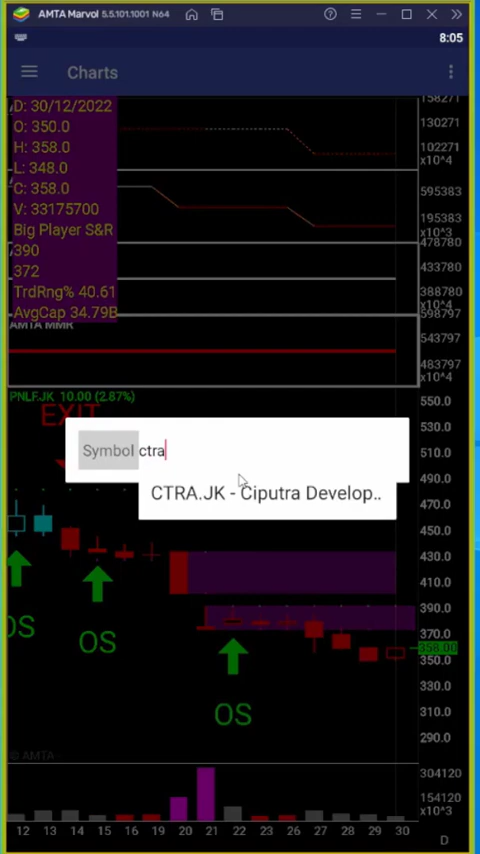 AMTA Marvol 5.5.101.1001 N64
8:05
Charts
D: 30/12/2022
O: 350.0
H: 358.0
L: 348.0
C: 358.0
V: 33175700
Big Player S&R
390
372
TrdRng% 40.61
AvgCap 34.79B
AMTA MMR
158271
130271
102271
x10^4
595383
195383
x10^3
478780
433780
388780
x10^4
598797
543797
483797
x10^4
PNLF.JK 10.00 (2.87%)
EXIT
Symbol ctra
CTRA.JK - Ciputra Develop..
550.0
530.0
510.0
490.0
470.0
450.0
430.0
410.0
390.0
370.0
358.00
350.0
330.0
310.0
290.0
OS
OS
OS
© AMTA
304120
154120
x10^3
12 13 14 15 16 19 20 21 22 23 26 27 28 29 30
D